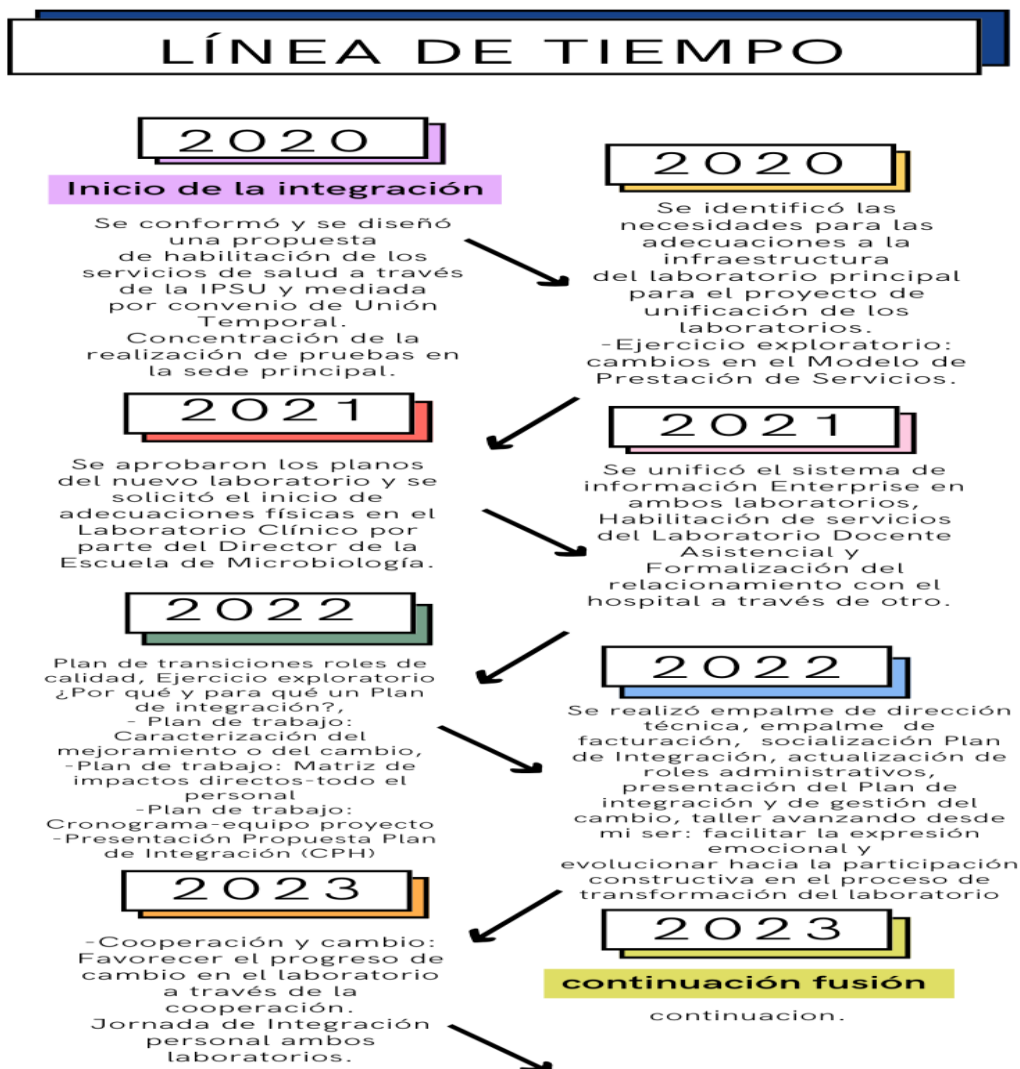 LÍNEA DE TIEMPO
2020
Inicio de la integración
Se conformó y se diseñó
una propuesta
de habilitación de los
servicios de salud a través
de la IPSU y mediada
por convenio de Unión
Temporal.
Concentración de la
realización de pruebas en
la sede principal.
2020
Se identificó las
necesidades para las
adecuaciones a la
infraestructura
del laboratorio principal
para el proyecto de
unificación de los
laboratorios.
-Ejercicio exploratorio:
cambios en el Modelo de
Prestación de Servicios.
2021
Se aprobaron los planos
del nuevo laboratorio y se
solicitó el inicio de
adecuaciones físicas en el
Laboratorio Clínico por
parte del Director de la
Escuela de Microbiología.
2021
Se unificó el sistema de
información Enterprise en
ambos laboratorios,
Habilitación de servicios
del Laboratorio Docente
Asistencial y
Formalización del
relacionamiento con el
hospital a través de otro.
2022
Plan de transiciones roles de
calidad, Ejercicio exploratorio
¿Por qué y para qué un Plan
de integración?,
- Plan de trabajo:
Caracterización del
mejoramiento o del cambio,
-Plan de trabajo: Matriz de
impactos directos-todo el
personal
-Plan de trabajo:
Cronograma-equipo proyecto
-Presentación Propuesta Plan
de Integración (CPH)
2022
Se realizó empalme de dirección
técnica, empalme de
facturación, socialización Plan
de Integración, actualización de
roles administrativos,
presentación del Plan de
integración y de gestión del
cambio, taller avanzando desde
mi ser: facilitar la expresión
emocional y
evolucionar hacia la participación
constructiva en el proceso de
transformación del laboratorio
2023
-Cooperación y cambio:
Favorecer el progreso de
cambio en el laboratorio
a través de la
cooperación.
Jornada de Integración
personal ambos
laboratorios.
2023
continuación fusión
continuacion.